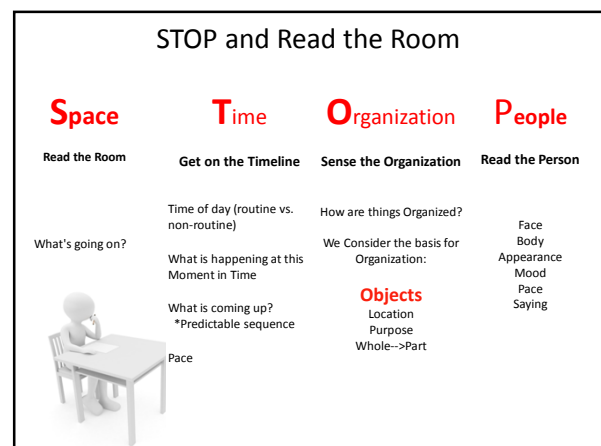 STOP and Read the Room
Space
Read the Room
What's going on?
Time
Get on the Timeline
Time of day (routine vs.
non-routine)
What is happening at this
Moment in Time
What is coming up?
*Predictable sequence
Pace
Organization
Sense the Organization
How are things Organized?
We Consider the basis for
Organization:
Objects
Location
Purpose
Whole-->Part
People
Read the Person
Face
Body
Appearance
Mood
Pace
Saying